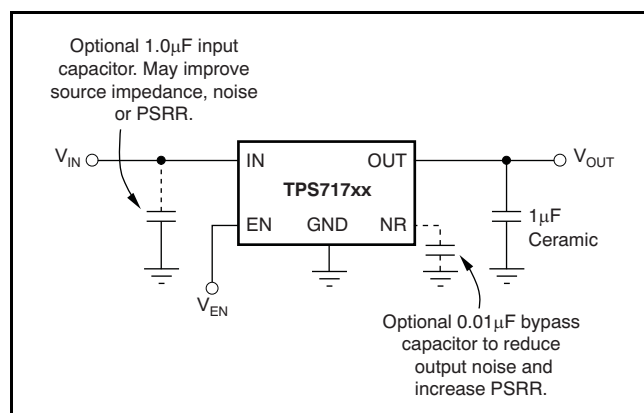 Optional 1.0μF input
capacitor. May improve
source impedance, noise
or PSRR.
VIN
IN
OUT
VOUT
TPS717xx
EN
GND
NR
1μF
Ceramic
VEN
Optional 0.01μF bypass
capacitor to reduce
output noise and
increase PSRR.